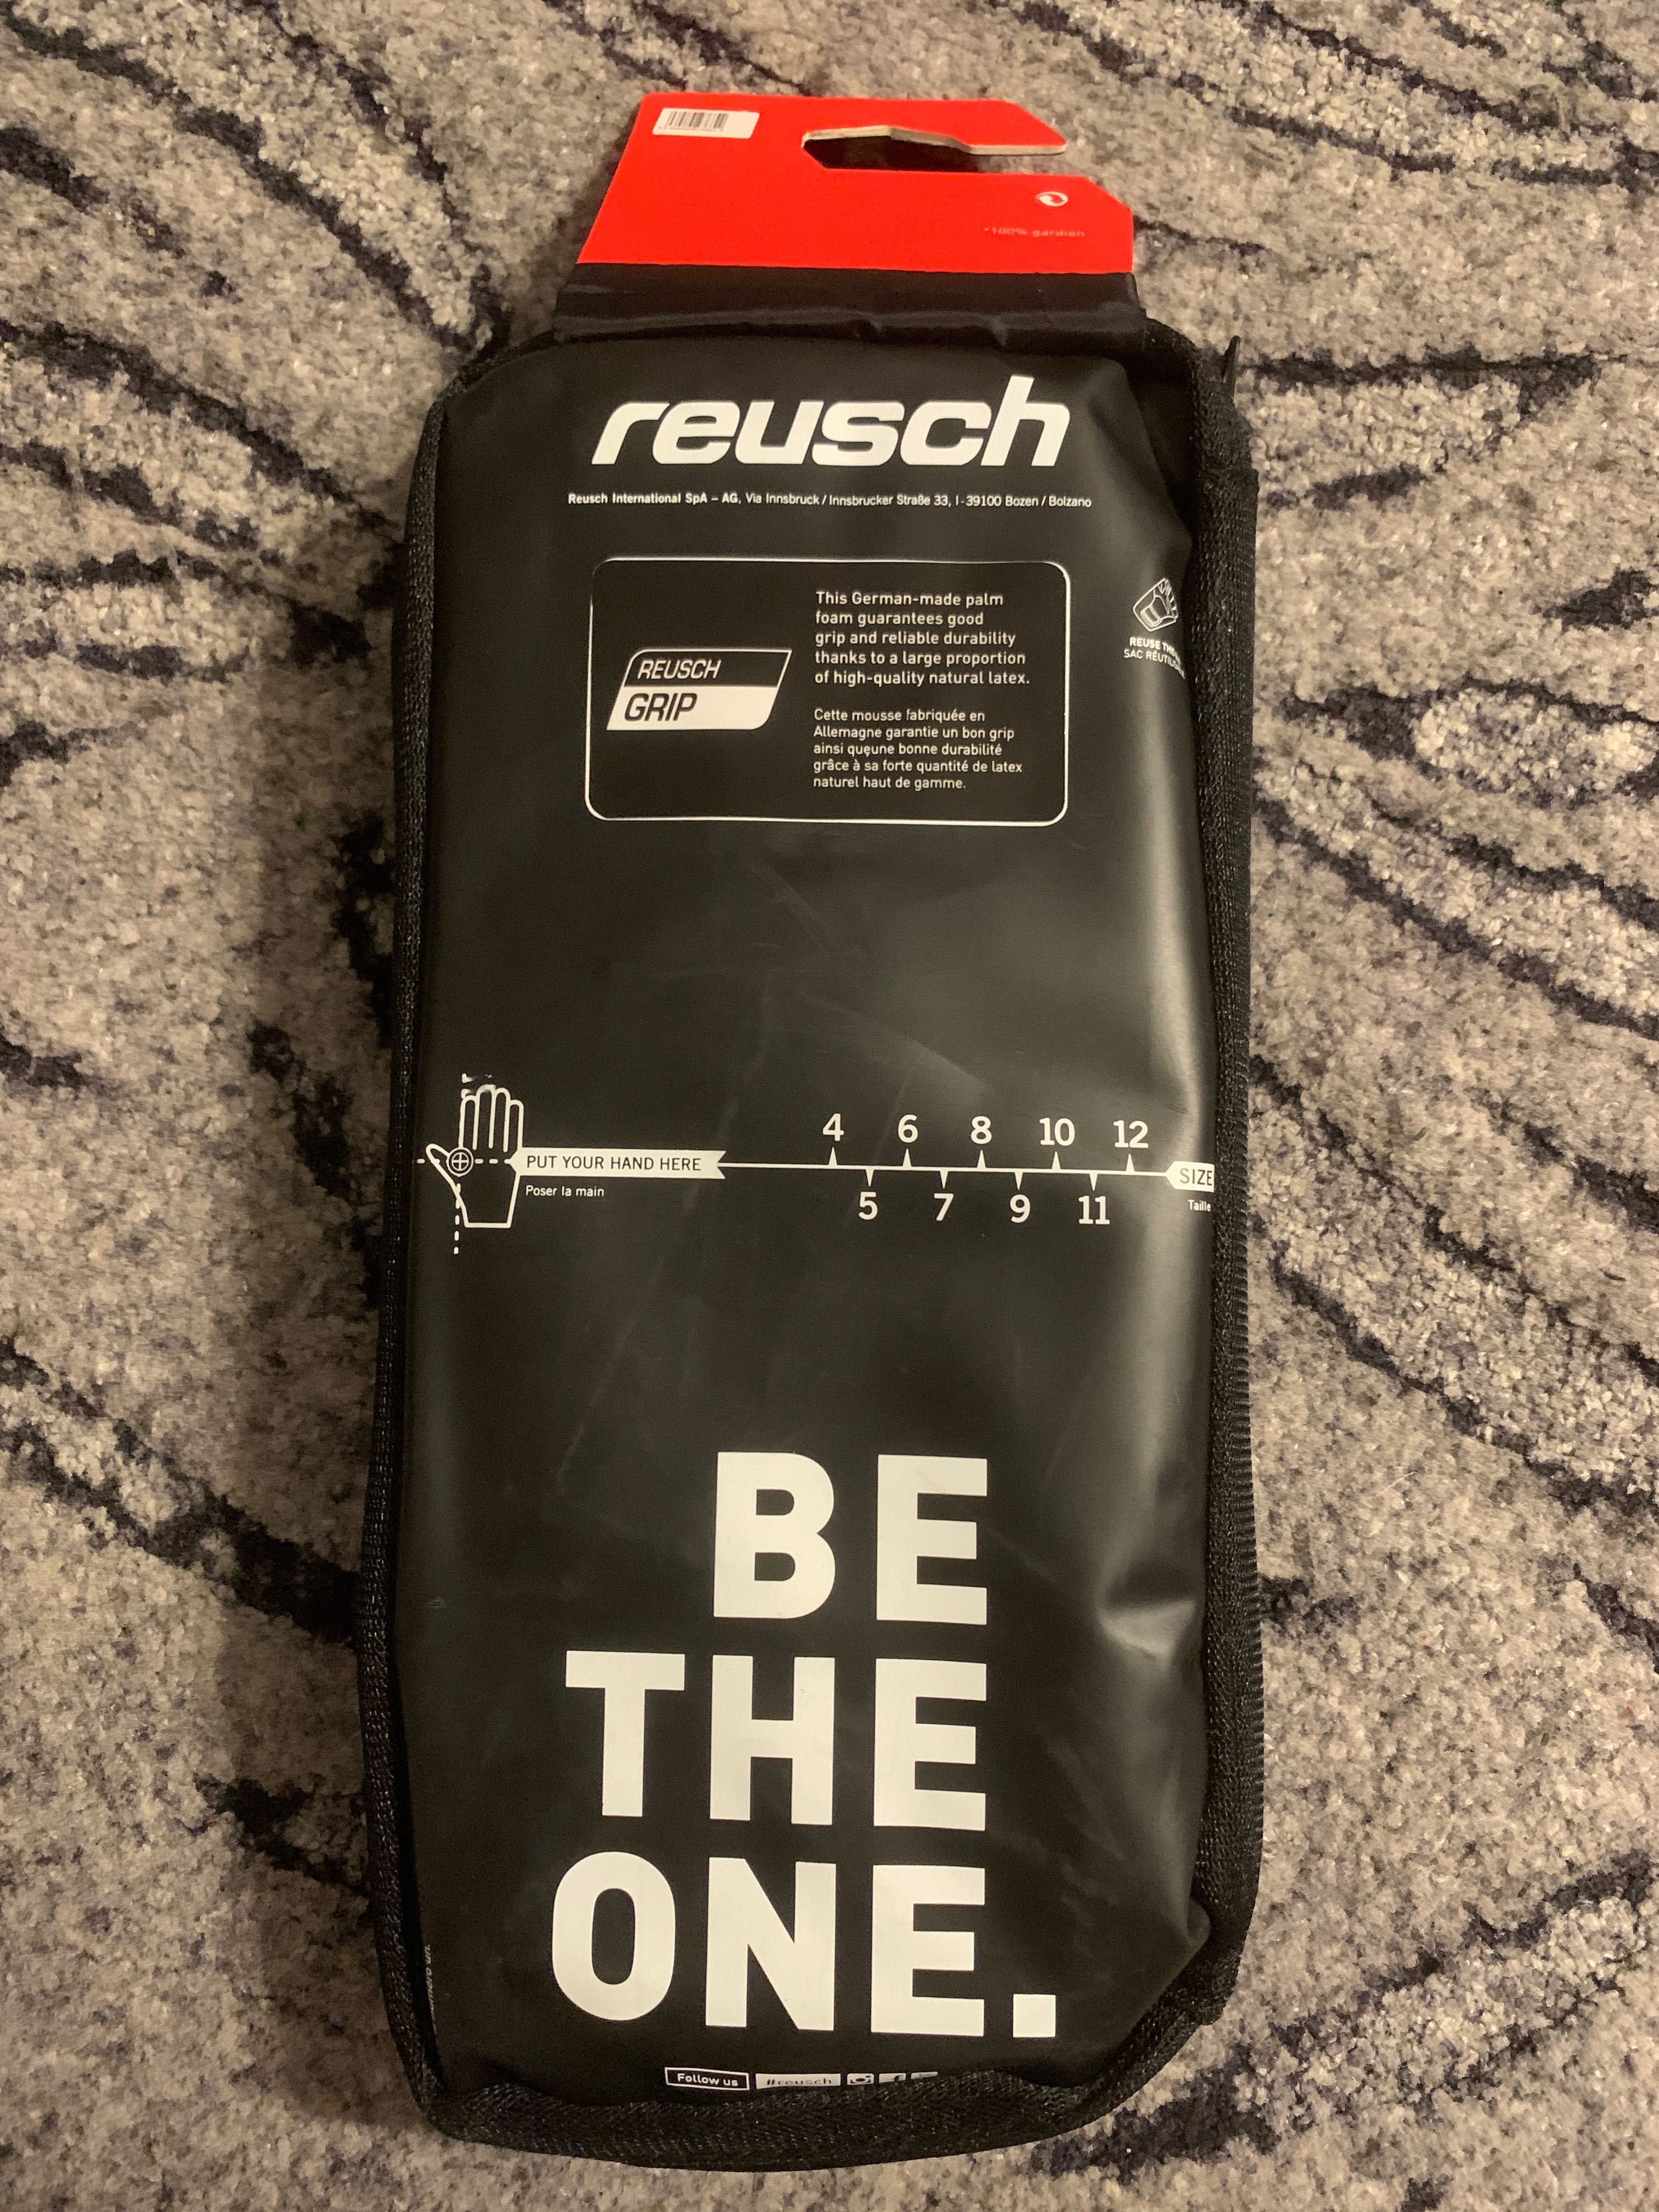 *100% gardien
reusch
Reusch International SpA – AG, Via Innsbruck / Innsbrucker Straße 33, I-39100 Bozen / Bolzano
REUSCH
GRIP
This German-made palm
foam guarantees good
grip and reliable durability
thanks to a large proportion
of high-quality natural latex.
Cette mousse fabriquée en
Allemagne garantie un bon grip
ainsi quęune bonne durabilité
grâce à sa forte quantité de latex
naturel haut de gamme.
REUSE
SAC
4 6 8 10 12
PUT YOUR HAND HERE
SIZE
Poser la main
Taille
5 7 9 11
BE
THE
ONE.
Follow us #reusch